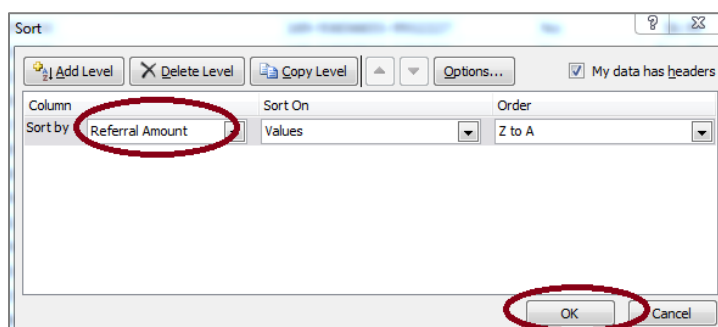 Sort
Add Level Delete Level Copy Level Options... My data has headers
Column Sort On Order
Sort by Referral Amount Values Z to A
OK Cancel